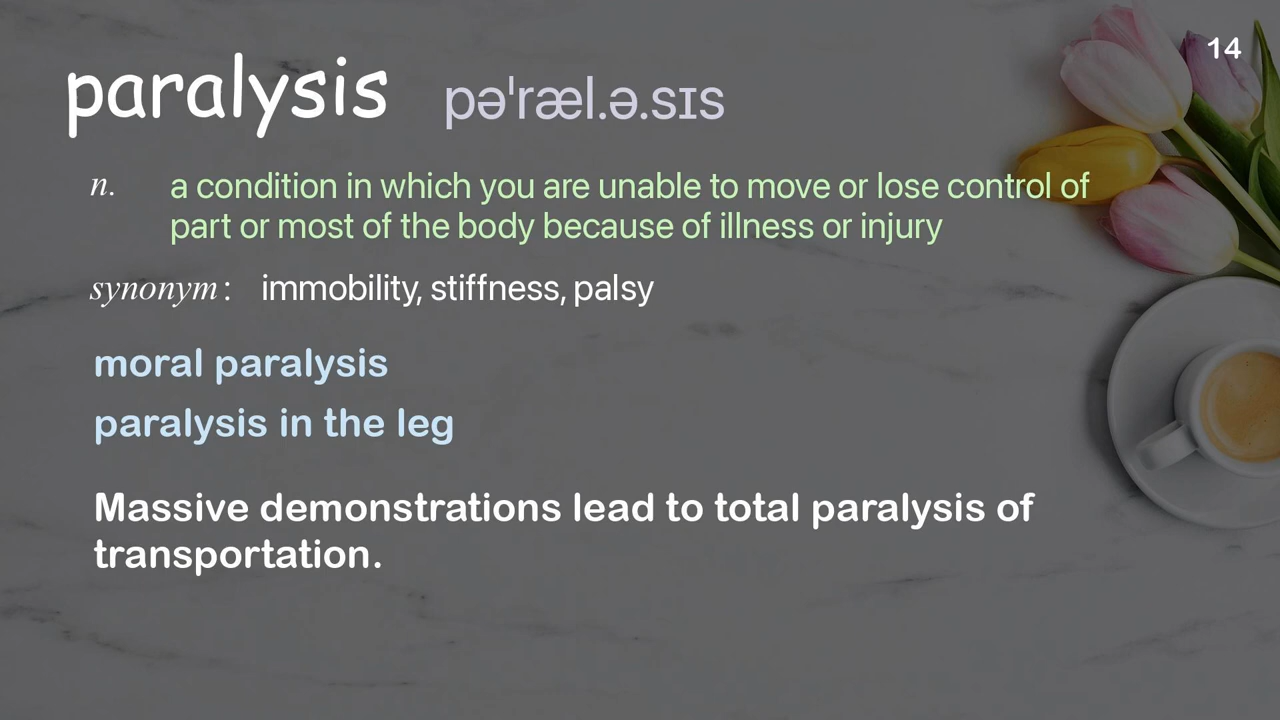 14
paralysis pə'ræl.ə.sɪs
n. a condition in which you are unable to move or lose control of
part or most of the body because of illness or injury
synonym: immobility, stiffness, palsy
moral paralysis
paralysis in the leg
Massive demonstrations lead to total paralysis of
transportation.